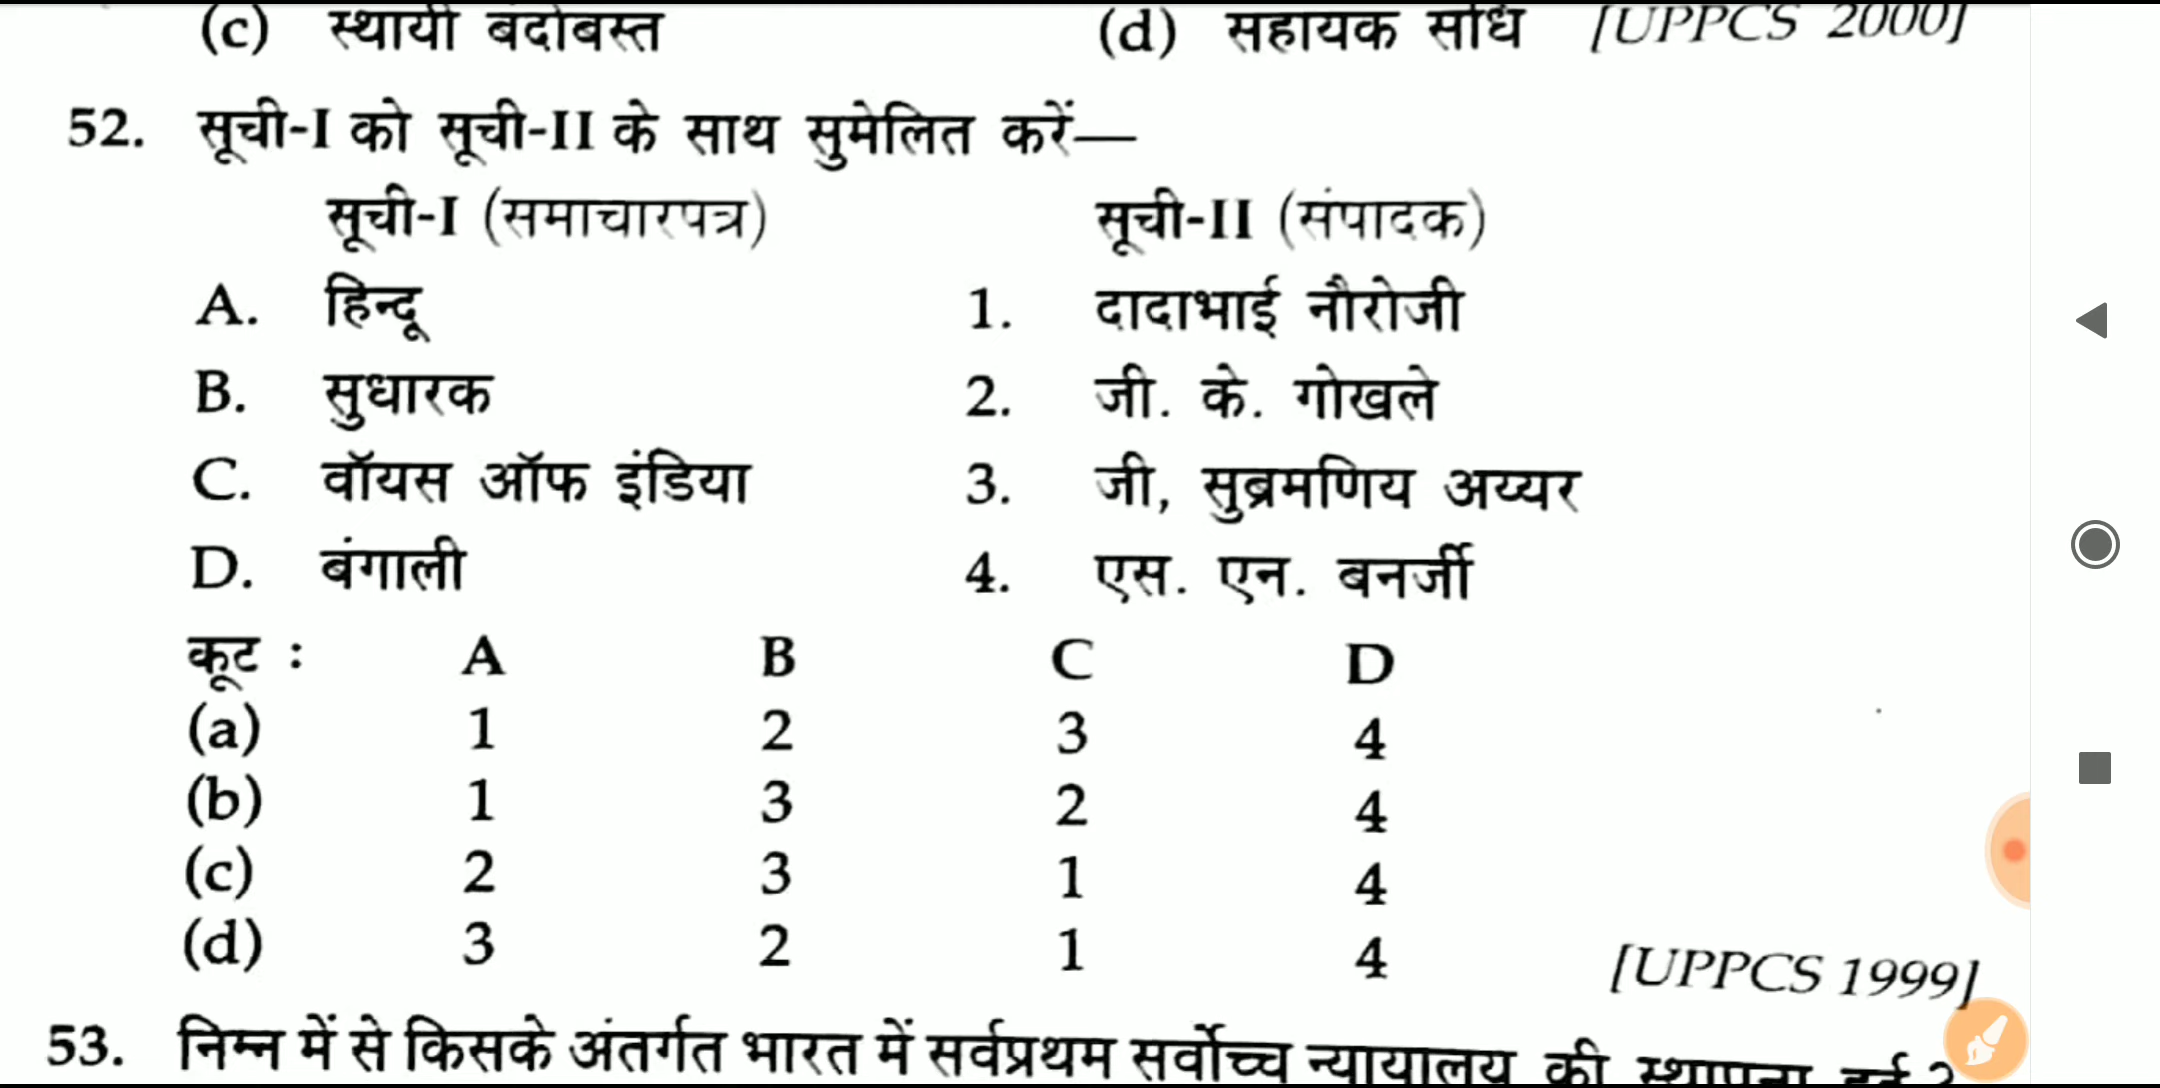 (c) स्थायी बंदोबस्त (d) सहायक संधि [UPPCS 2000]
52. सूची-I को सूची-II के साथ सुमेलित करें—
सूची-I (समाचारपत्र) सूची-II (संपादक)
A. हिन्दू 1. दादाभाई नौरोजी
B. सुधारक 2. जी. के. गोखले
C. वॉयस ऑफ इंडिया 3. जी, सुब्रमणिय अय्यर
D. बंगाली 4. एस. एन. बनर्जी
कूट : A B C D
(a) 1 2 3 4
(b) 1 3 2 4
(c) 2 3 1 4
(d) 3 2 1 4 [UPPCS 1999]
53. निम्न में से किसके अंतर्गत भारत में सर्वप्रथम सर्वोच्च न्यायालय की स्थापना हुई ?